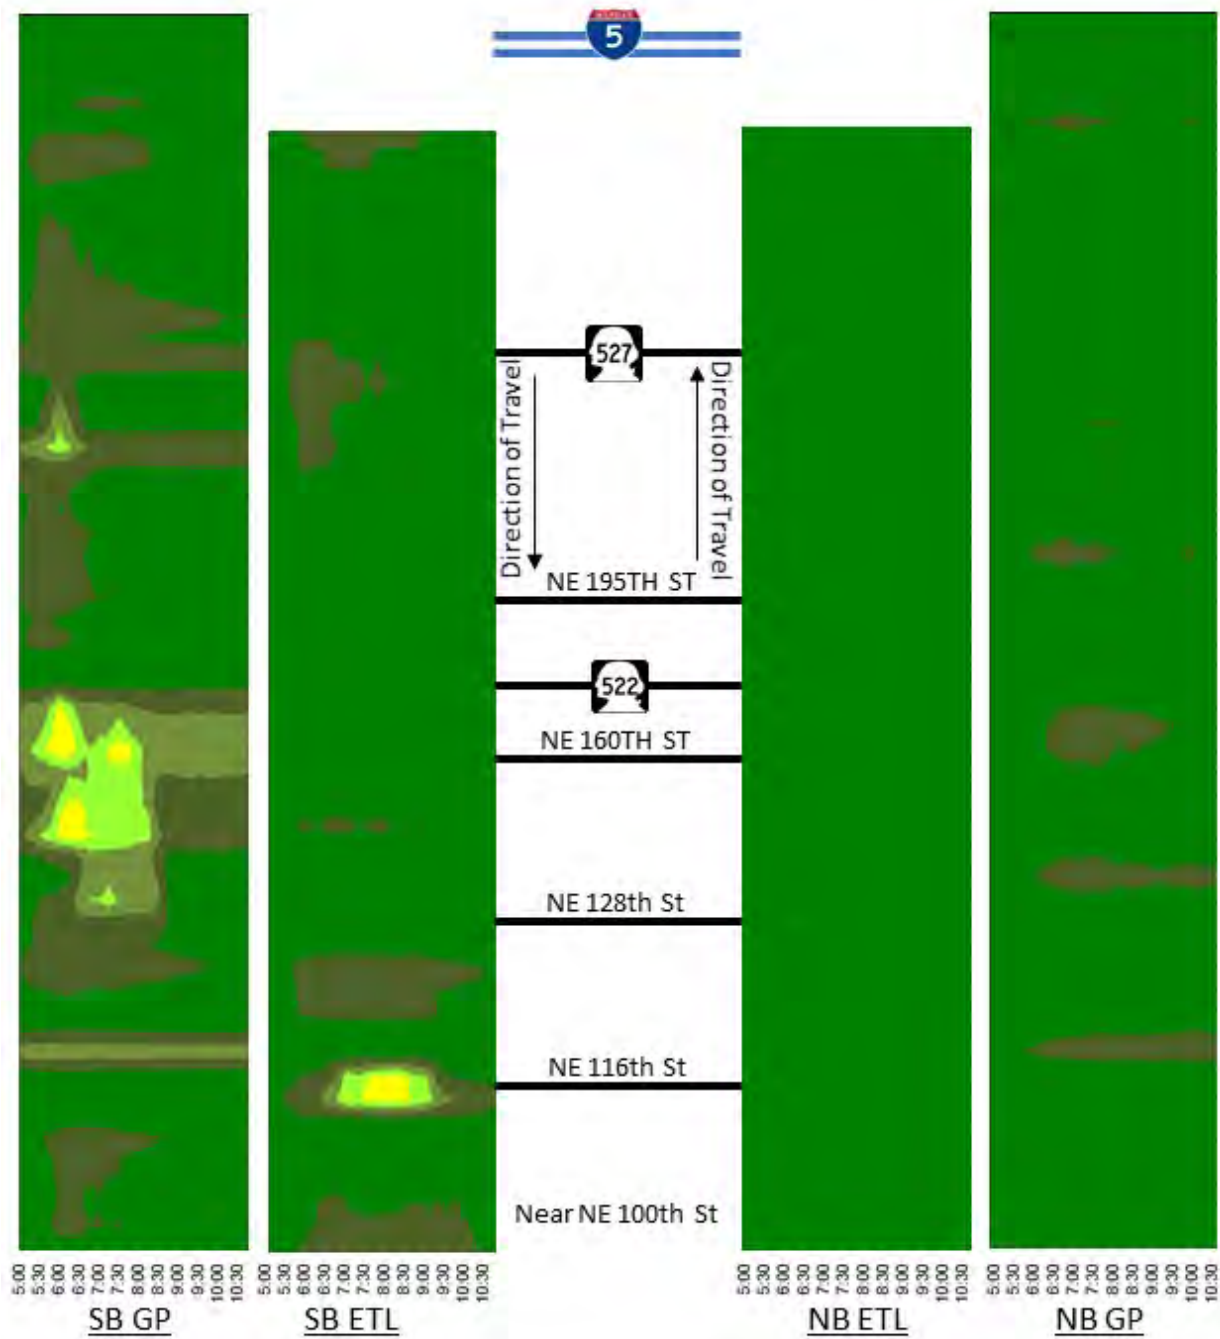 5
527
Direction of Travel
Direction of Travel
NE 195TH ST
522
NE 160TH ST
NE 128th St
NE 116th St
Near NE 100th St
5:00 5:30 6:00 6:30 7:00 7:30 8:00 8:30 9:00 9:30 10:00 10:30
5:00 5:30 6:00 6:30 7:00 7:30 8:00 8:30 9:00 9:30 10:00 10:30
5:00 5:30 6:00 6:30 7:00 7:30 8:00 8:30 9:00 9:30 10:00 10:30
5:00 5:30 6:00 6:30 7:00 7:30 8:00 8:30 9:00 9:30 10:00 10:30
SB GP
SB ETL
NB ETL
NB GP